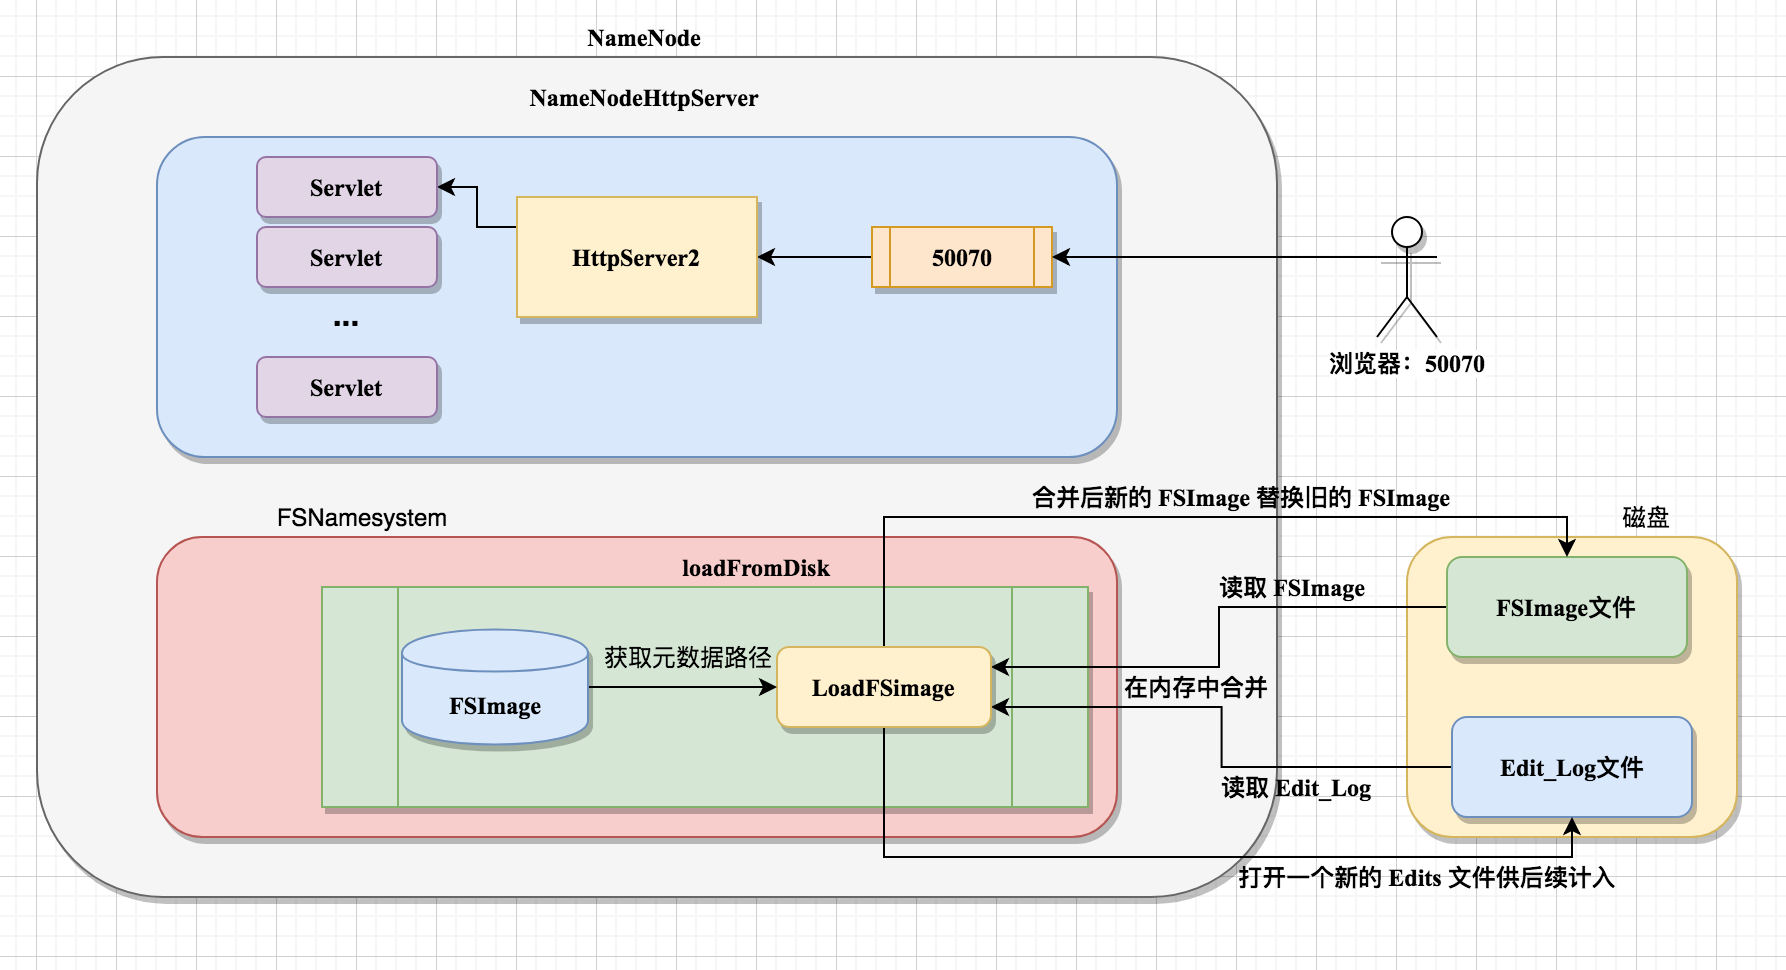 NameNode
NameNodeHttpServer
Servlet
Servlet
...
Servlet
HttpServer2
50070
浏览器：50070
FSNamesystem
loadFromDisk
FSImage
获取元数据路径
LoadFSimage
合并后新的 FSImage 替换旧的 FSImage
读取 FSImage
在内存中合并
读取 Edit_Log
打开一个新的 Edits 文件供后续计入
磁盘
FSImage文件
Edit_Log文件